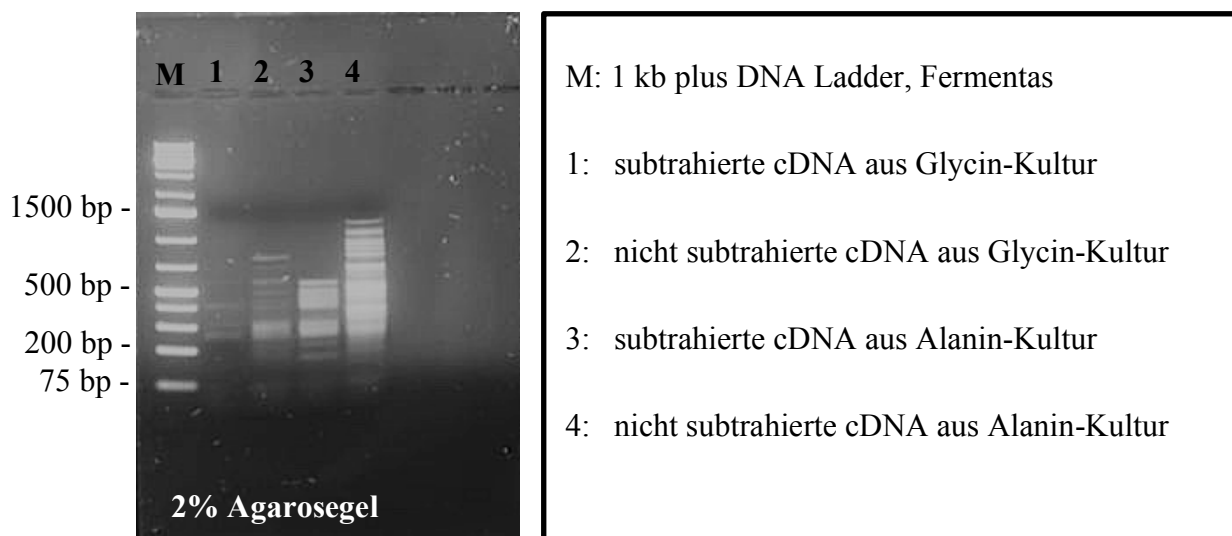 M 1 2 3 4
1500 bp -
500 bp -
200 bp -
75 bp -
2% Agarosegel
M: 1 kb plus DNA Ladder, Fermentas
1: subtrahierte cDNA aus Glycin-Kultur
2: nicht subtrahierte cDNA aus Glycin-Kultur
3: subtrahierte cDNA aus Alanin-Kultur
4: nicht subtrahierte cDNA aus Alanin-Kultur